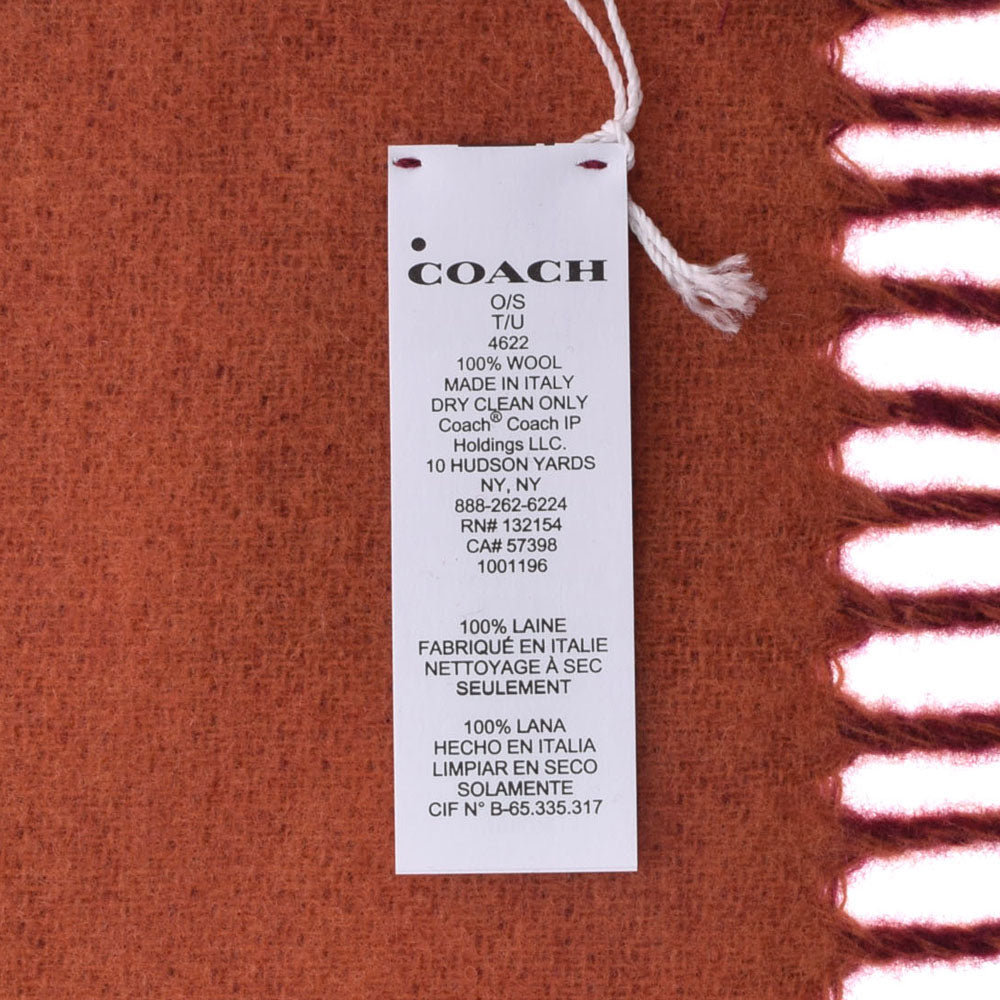 COACH
O/S
T/U
4622
100% WOOL
MADE IN ITALY
DRY CLEAN ONLY
Coach® Coach IP
Holdings LLC.
10 HUDSON YARDS
NY, NY
888-262-6224
RN# 132154
CA# 57398
1001196
100% LAINE
FABRIQUÉ EN ITALIE
NETTOYAGE À SEC
SEULEMENT
100% LANA
HECHO EN ITALIA
LIMPIAR EN SECO
SOLAMENTE
CIF N° B-65.335.317